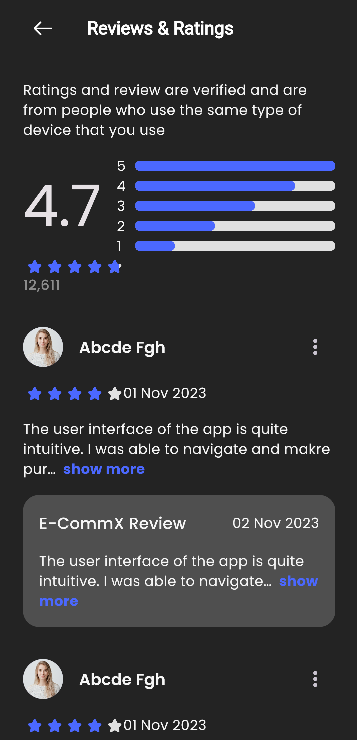 Reviews & Ratings
Ratings and review are verified and are
from people who use the same type of
device that you use
4.7
5
4
3
2
1
12,611
Abcde Fgh
01 Nov 2023
The user interface of the app is quite
intuitive. I was able to navigate and makre
pur... show more
E-CommX Review 02 Nov 2023
The user interface of the app is quite
intuitive. I was able to navigate... show
more
Abcde Fgh
01 Nov 2023